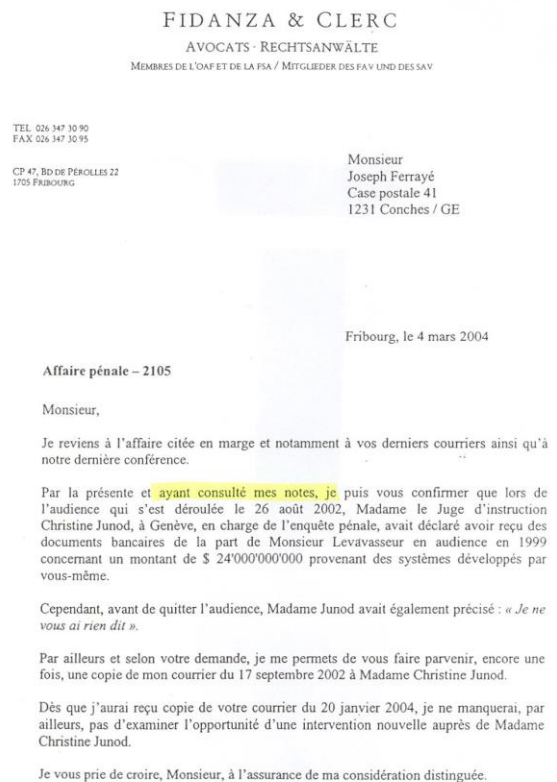 FIDANZA & CLERC
AVOCATS · RECHTSANWÄLTE
MEMBRES DE L'OAF ET DE LA FSA / MITGLIEDER DES FAV UND DES SAV
TEL 026 347 30 90
FAX 026 347 30 95
CP 47, BD DE PÉROLLES 22
1705 FRIBOURG
Monsieur
Joseph Ferrayé
Case postale 41
1231 Conches / GE
Fribourg, le 4 mars 2004
Affaire pénale – 2105
Monsieur,
Je reviens à l'affaire citée en marge et notamment à vos derniers courriers ainsi qu'à
notre dernière conférence.
Par la présente et ayant consulté mes notes, je puis vous confirmer que lors de
l'audience qui s'est déroulée le 26 août 2002, Madame le Juge d'instruction
Christine Junod, à Genève, en charge de l'enquête pénale, avait déclaré avoir reçu des
documents bancaires de la part de Monsieur Levavasseur en audience en 1999
concernant un montant de $ 24'000'000'000 provenant des systèmes développés par
vous-même.
Cependant, avant de quitter l'audience, Madame Junod avait également précisé : « Je ne
vous ai rien dit ».
Par ailleurs et selon votre demande, je me permets de vous faire parvenir, encore une
fois, une copie de mon courrier du 17 septembre 2002 à Madame Christine Junod.
Dès que j'aurai reçu copie de votre courrier du 20 janvier 2004, je ne manquerai, par
ailleurs, pas d'examiner l'opportunité d'une intervention nouvelle auprès de Madame
Christine Junod.
Je vous prie de croire, Monsieur, à l'assurance de ma considération distinguée.